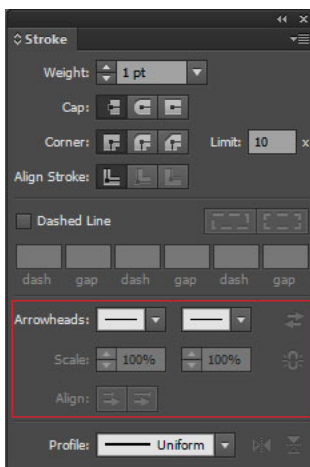 Stroke
Weight: 1 pt
Cap:
Corner: Limit: 10 x
Align Stroke:
Dashed Line
dash gap dash gap dash gap
Arrowheads:
Scale: 100% 100%
Align:
Profile: Uniform